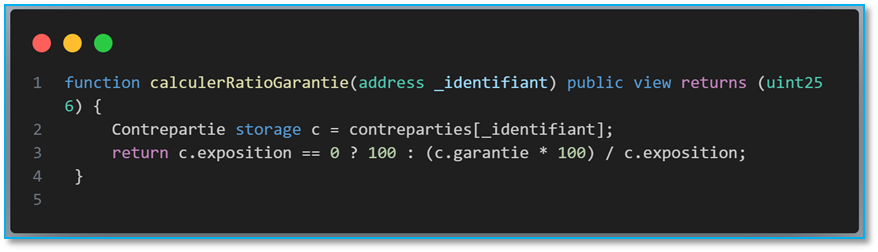 1 function calculerRatioGarantie(address _identifiant) public view returns (uint25
6) {
2 Contrepartie storage c = contreparties[_identifiant];
3 return c.exposition == 0 ? 100 : (c.garantie * 100) / c.exposition;
4 }
5